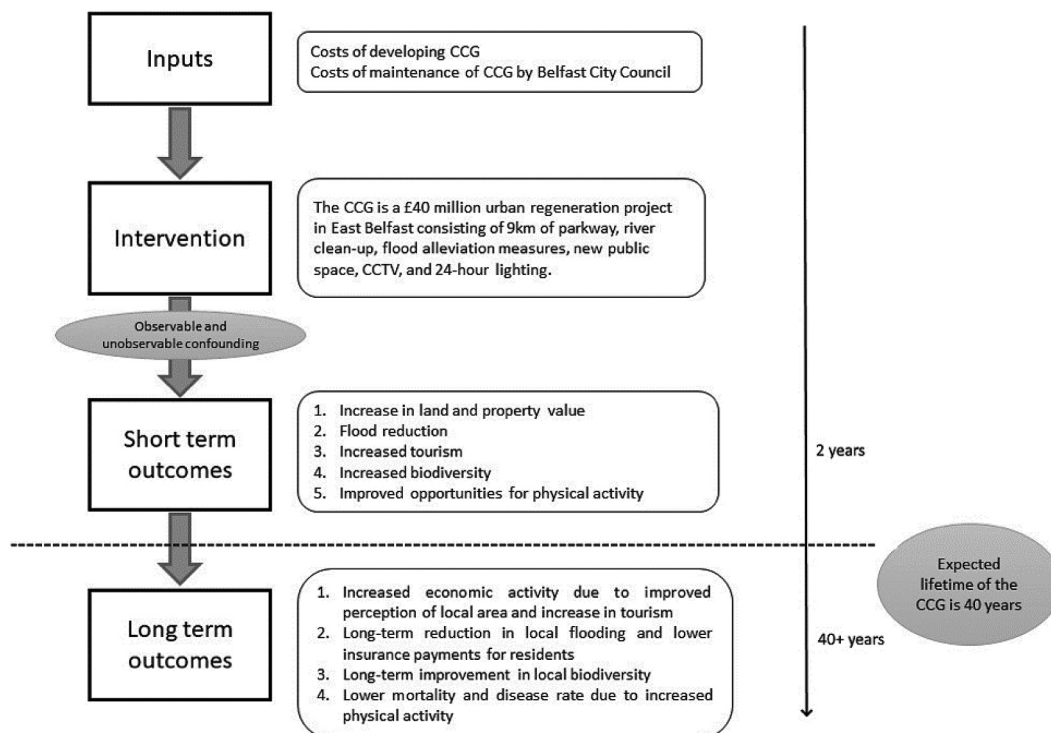 Inputs
Costs of developing CCG
Costs of maintenance of CCG by Belfast City Council
Intervention
The CCG is a £40 million urban regeneration project
in East Belfast consisting of 9km of parkway, river
clean-up, flood alleviation measures, new public
space, CCTV, and 24-hour lighting.
Observable and
unobservable confounding
Short term
outcomes
1. Increase in land and property value
2. Flood reduction
3. Increased tourism
4. Increased biodiversity
5. Improved opportunities for physical activity
2 years
Long term
outcomes
1. Increased economic activity due to improved
perception of local area and increase in tourism
2. Long-term reduction in local flooding and lower
insurance payments for residents
3. Long-term improvement in local biodiversity
4. Lower mortality and disease rate due to increased
physical activity
40+ years
Expected
lifetime of the
CCG is 40 years